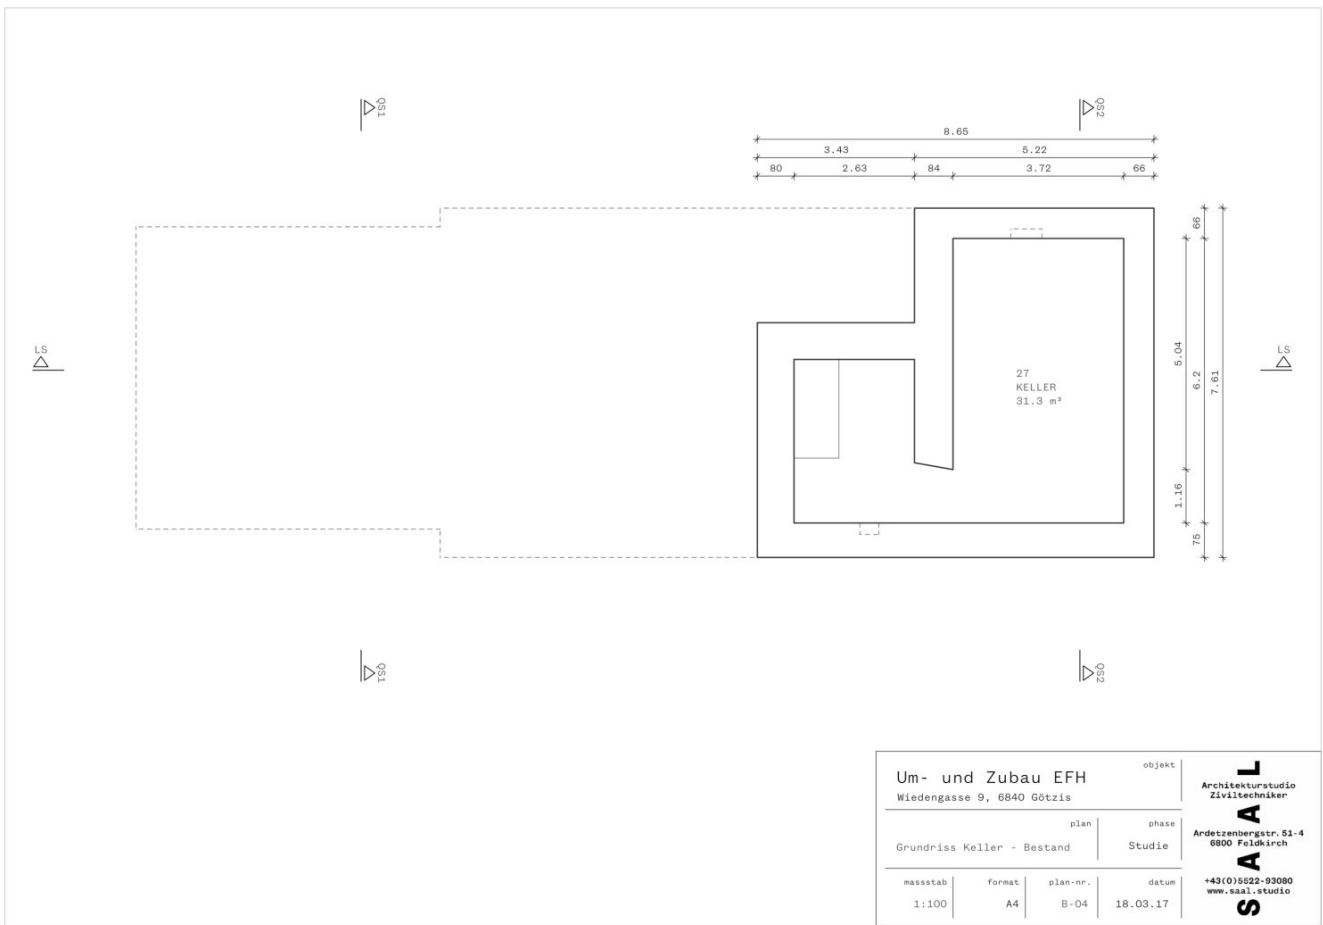 QS1
QS2
8.65
3.43
5.22
80
2.63
84
3.72
66
66
5.04
6.2
7.61
1.16
75
LS
LS
27
KELLER
31.3 m²
QS1
QS2
objekt
Um- und Zubau EFH
Wiedengasse 9, 6840 Götzis
plan
Grundriss Keller - Bestand
phase
Studie
massstab
1:100
format
A4
plan-nr.
B-04
datum
18.03.17
SAAL
Architekturstudio
Ziviltechniker
Ardetzenbergstr. 51-4
6800 Feldkirch
+43(0)5522-93080
www.saal.studio